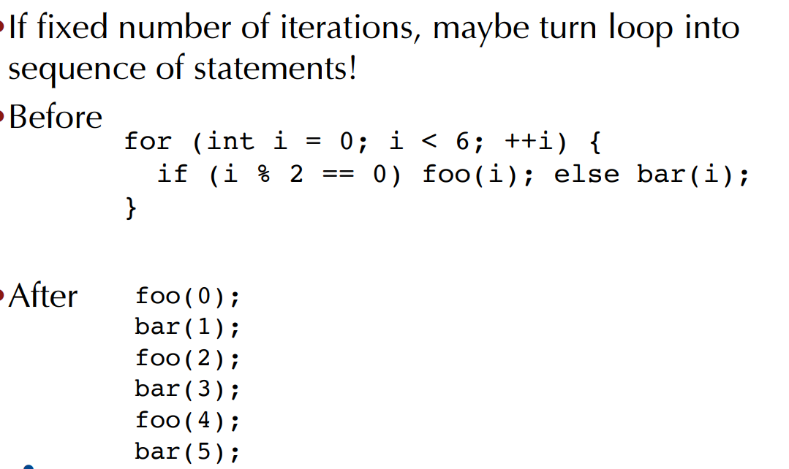 •If fixed number of iterations, maybe turn loop into
sequence of statements!
•Before
for (int i = 0; i < 6; ++i) {
if (i % 2 == 0) foo(i); else bar(i);
}
•After
foo(0);
bar(1);
foo(2);
bar(3);
foo(4);
bar(5);